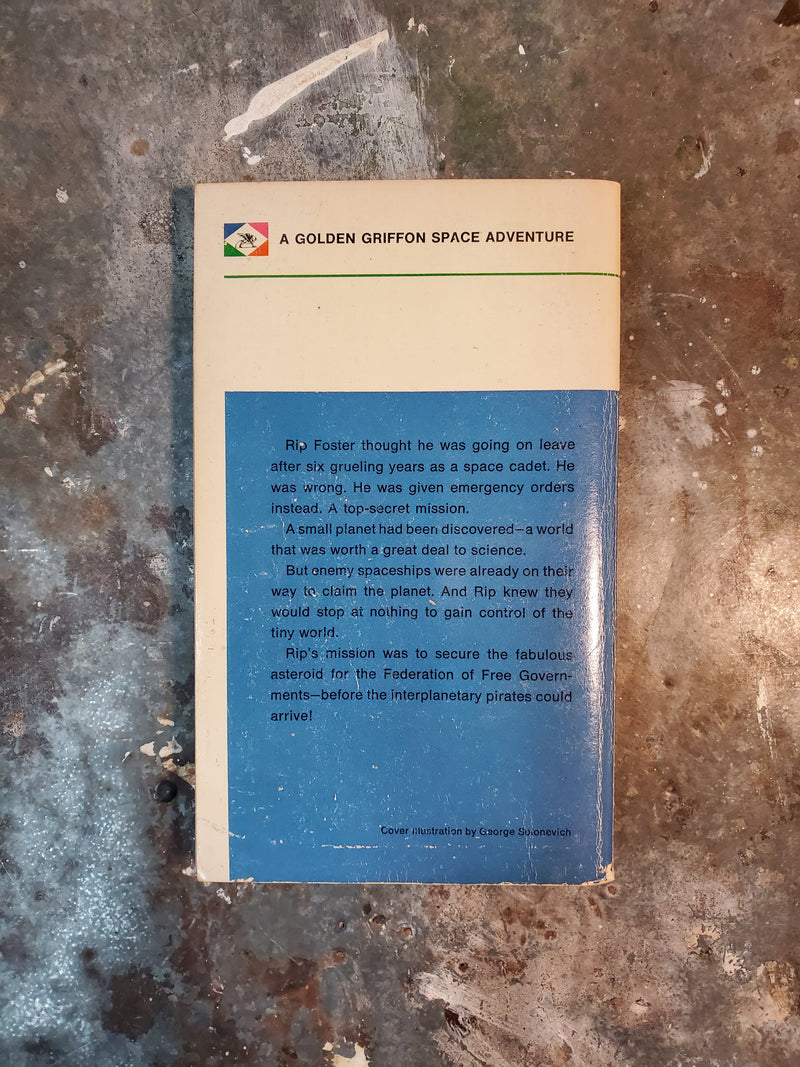 A GOLDEN GRIFFON SPACE ADVENTURE
Rip Foster thought he was going on leave
after six grueling years as a space cadet. He
was wrong. He was given emergency orders
instead. A top-secret mission.
A small planet had been discovered—a world
that was worth a great deal to science.
But enemy spaceships were already on their
way to claim the planet. And Rip knew they
would stop at nothing to gain control of the
tiny world.
Rip's mission was to secure the fabulous
asteroid for the Federation of Free Govern-
ments—before the interplanetary pirates could
arrive!
Cover illustration by George Solonevich